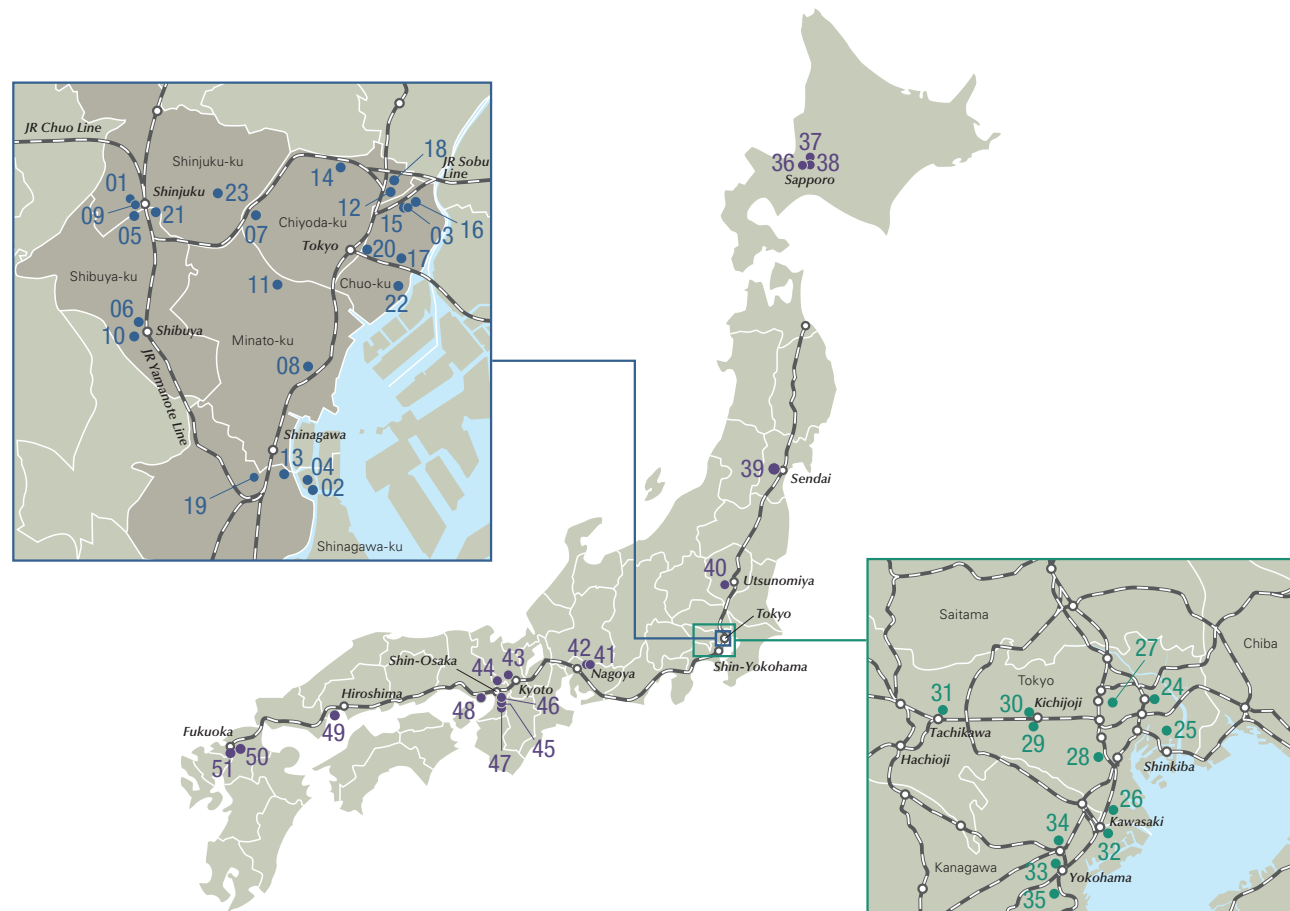 JR Chuo Line
Shinjuku-ku
01
Shinjuku
09
05
21
23
07
14
18
JR Sobu
Line
12
Chiyoda-ku
15
16
03
Tokyo
20
17
Shibuya-ku
11
Chuo-ku
22
06
10
Shibuya
Minato-ku
JR Yamanote Line
08
Shinagawa
13
04
02
19
Shinagawa-ku
37
36
38
Sapporo
39
Sendai
40
Utsunomiya
Tokyo
Shin-Yokohama
42
41
Nagoya
Shin-Osaka
44
43
Kyoto
46
48
45
47
Hiroshima
49
Fukuoka
50
51
Saitama
Chiba
27
Tokyo
31
30
Kichijoji
24
Tachikawa
29
25
Hachioji
28
Shinkiba
26
Kawasaki
34
32
Kanagawa
33
Yokohama
35